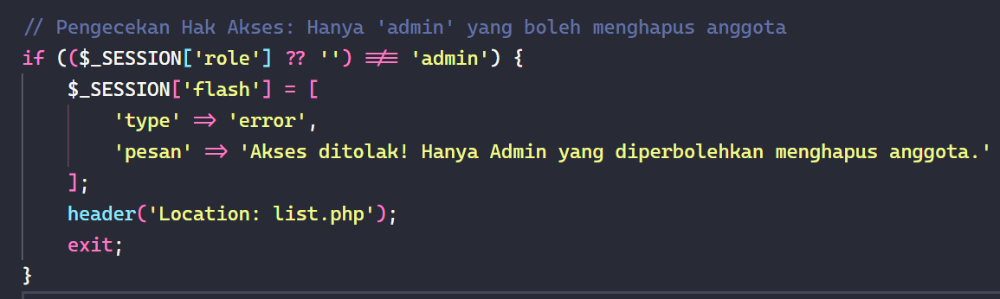 // Pengecekan Hak Akses: Hanya 'admin' yang boleh menghapus anggota
if (($_SESSION['role'] ?? '') !== 'admin') {
    $_SESSION['flash'] = [
        'type' => 'error',
        'pesan' => 'Akses ditolak! Hanya Admin yang diperbolehkan menghapus anggota.'
    ];
    header('Location: list.php');
    exit;
}